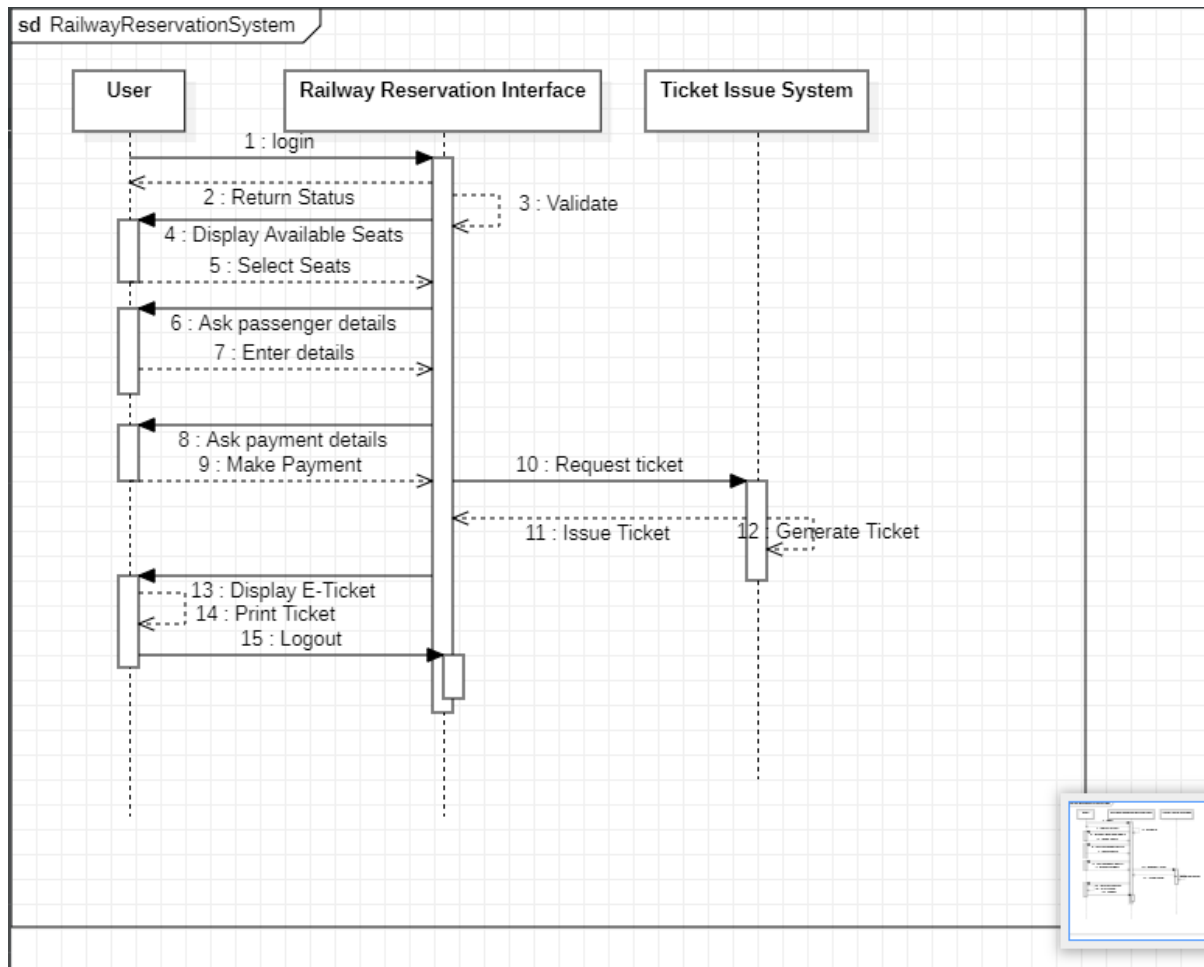 sd RailwayReservationSystem
User
Railway Reservation Interface
Ticket Issue System
1 : login
2 : Return Status
3 : Validate
4 : Display Available Seats
5 : Select Seats
6 : Ask passenger details
7 : Enter details
8 : Ask payment details
9 : Make Payment
10 : Request ticket
11 : Issue Ticket
12 : Generate Ticket
13 : Display E-Ticket
14 : Print Ticket
15 : Logout